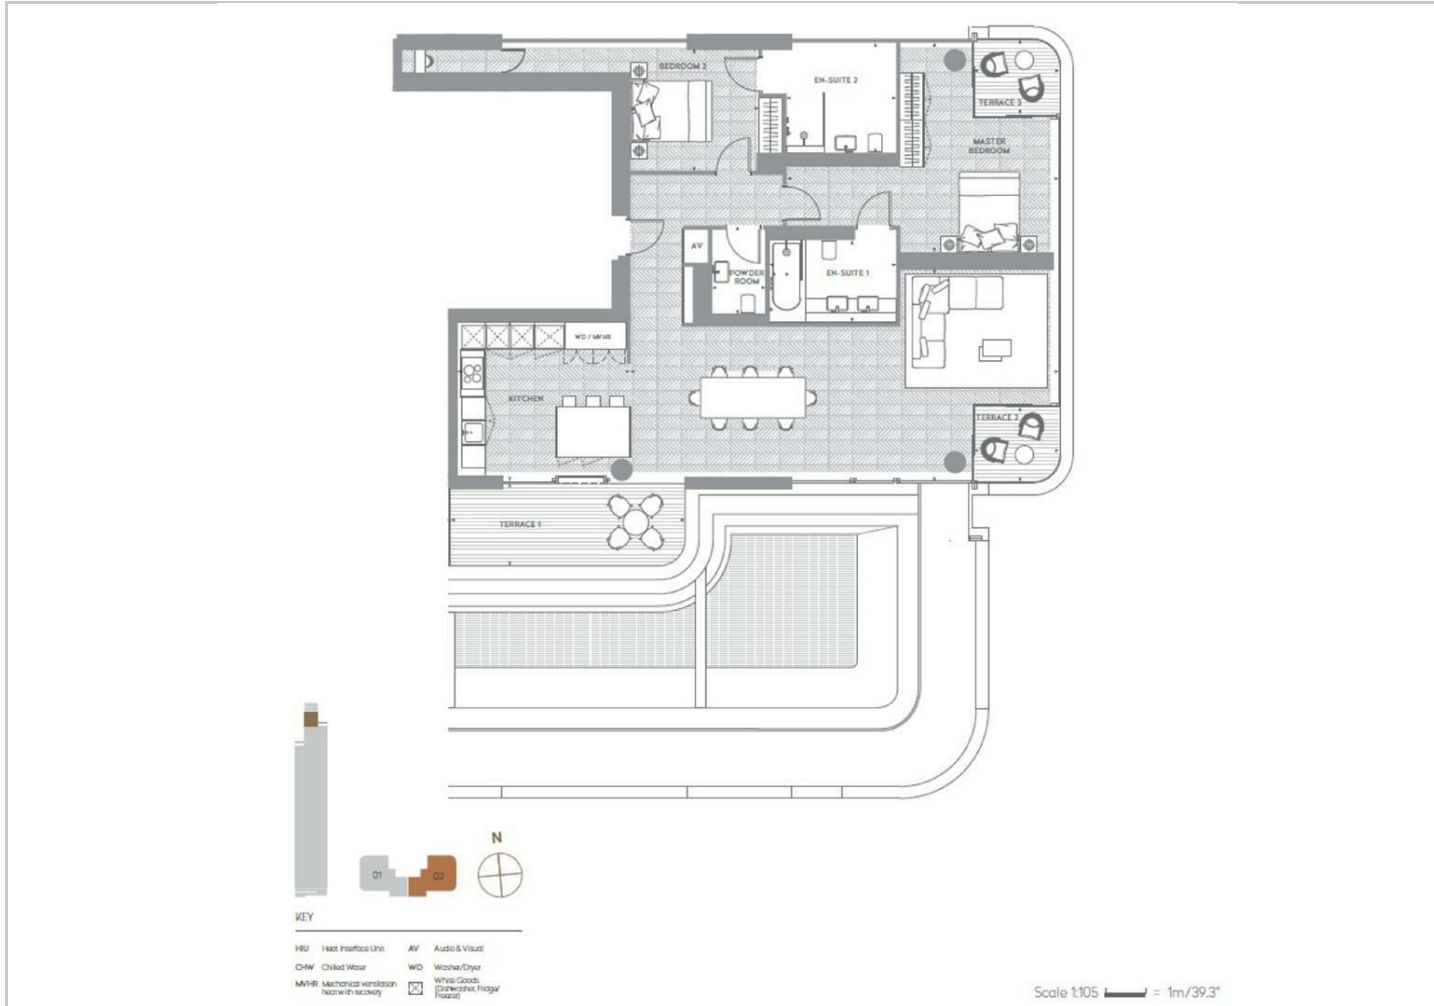 BEDROOM 2
EN-SUITE 2
TERRACE 3
MASTER
BEDROOM
AV
POWDER
ROOM
EN-SUITE 1
WD / MVHR
KITCHEN
TERRACE 2
TERRACE 1
N
01
02
KEY
HIU Heat Interface Unit
AV Audio & Visual
CHW Chilled Water
WD Washer/Dryer
MVHR Mechanical ventilation
heat with recovery
White Goods
(Dishwasher, Fridge/
Freezer)
Scale 1:105 = 1m/39.3"